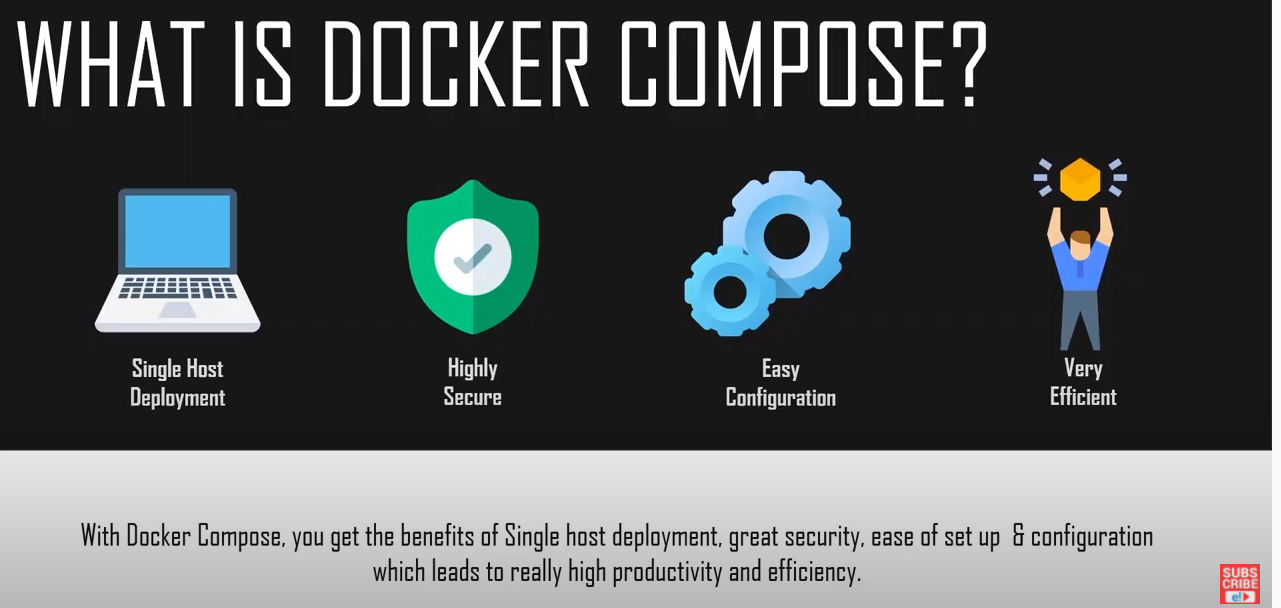 WHAT IS DOCKER COMPOSE?
Single Host
Deployment
Highly
Secure
Easy
Configuration
Very
Efficient
With Docker Compose, you get the benefits of Single host deployment, great security, ease of set up & configuration
which leads to really high productivity and efficiency.
SUBS
CRIBE
e!